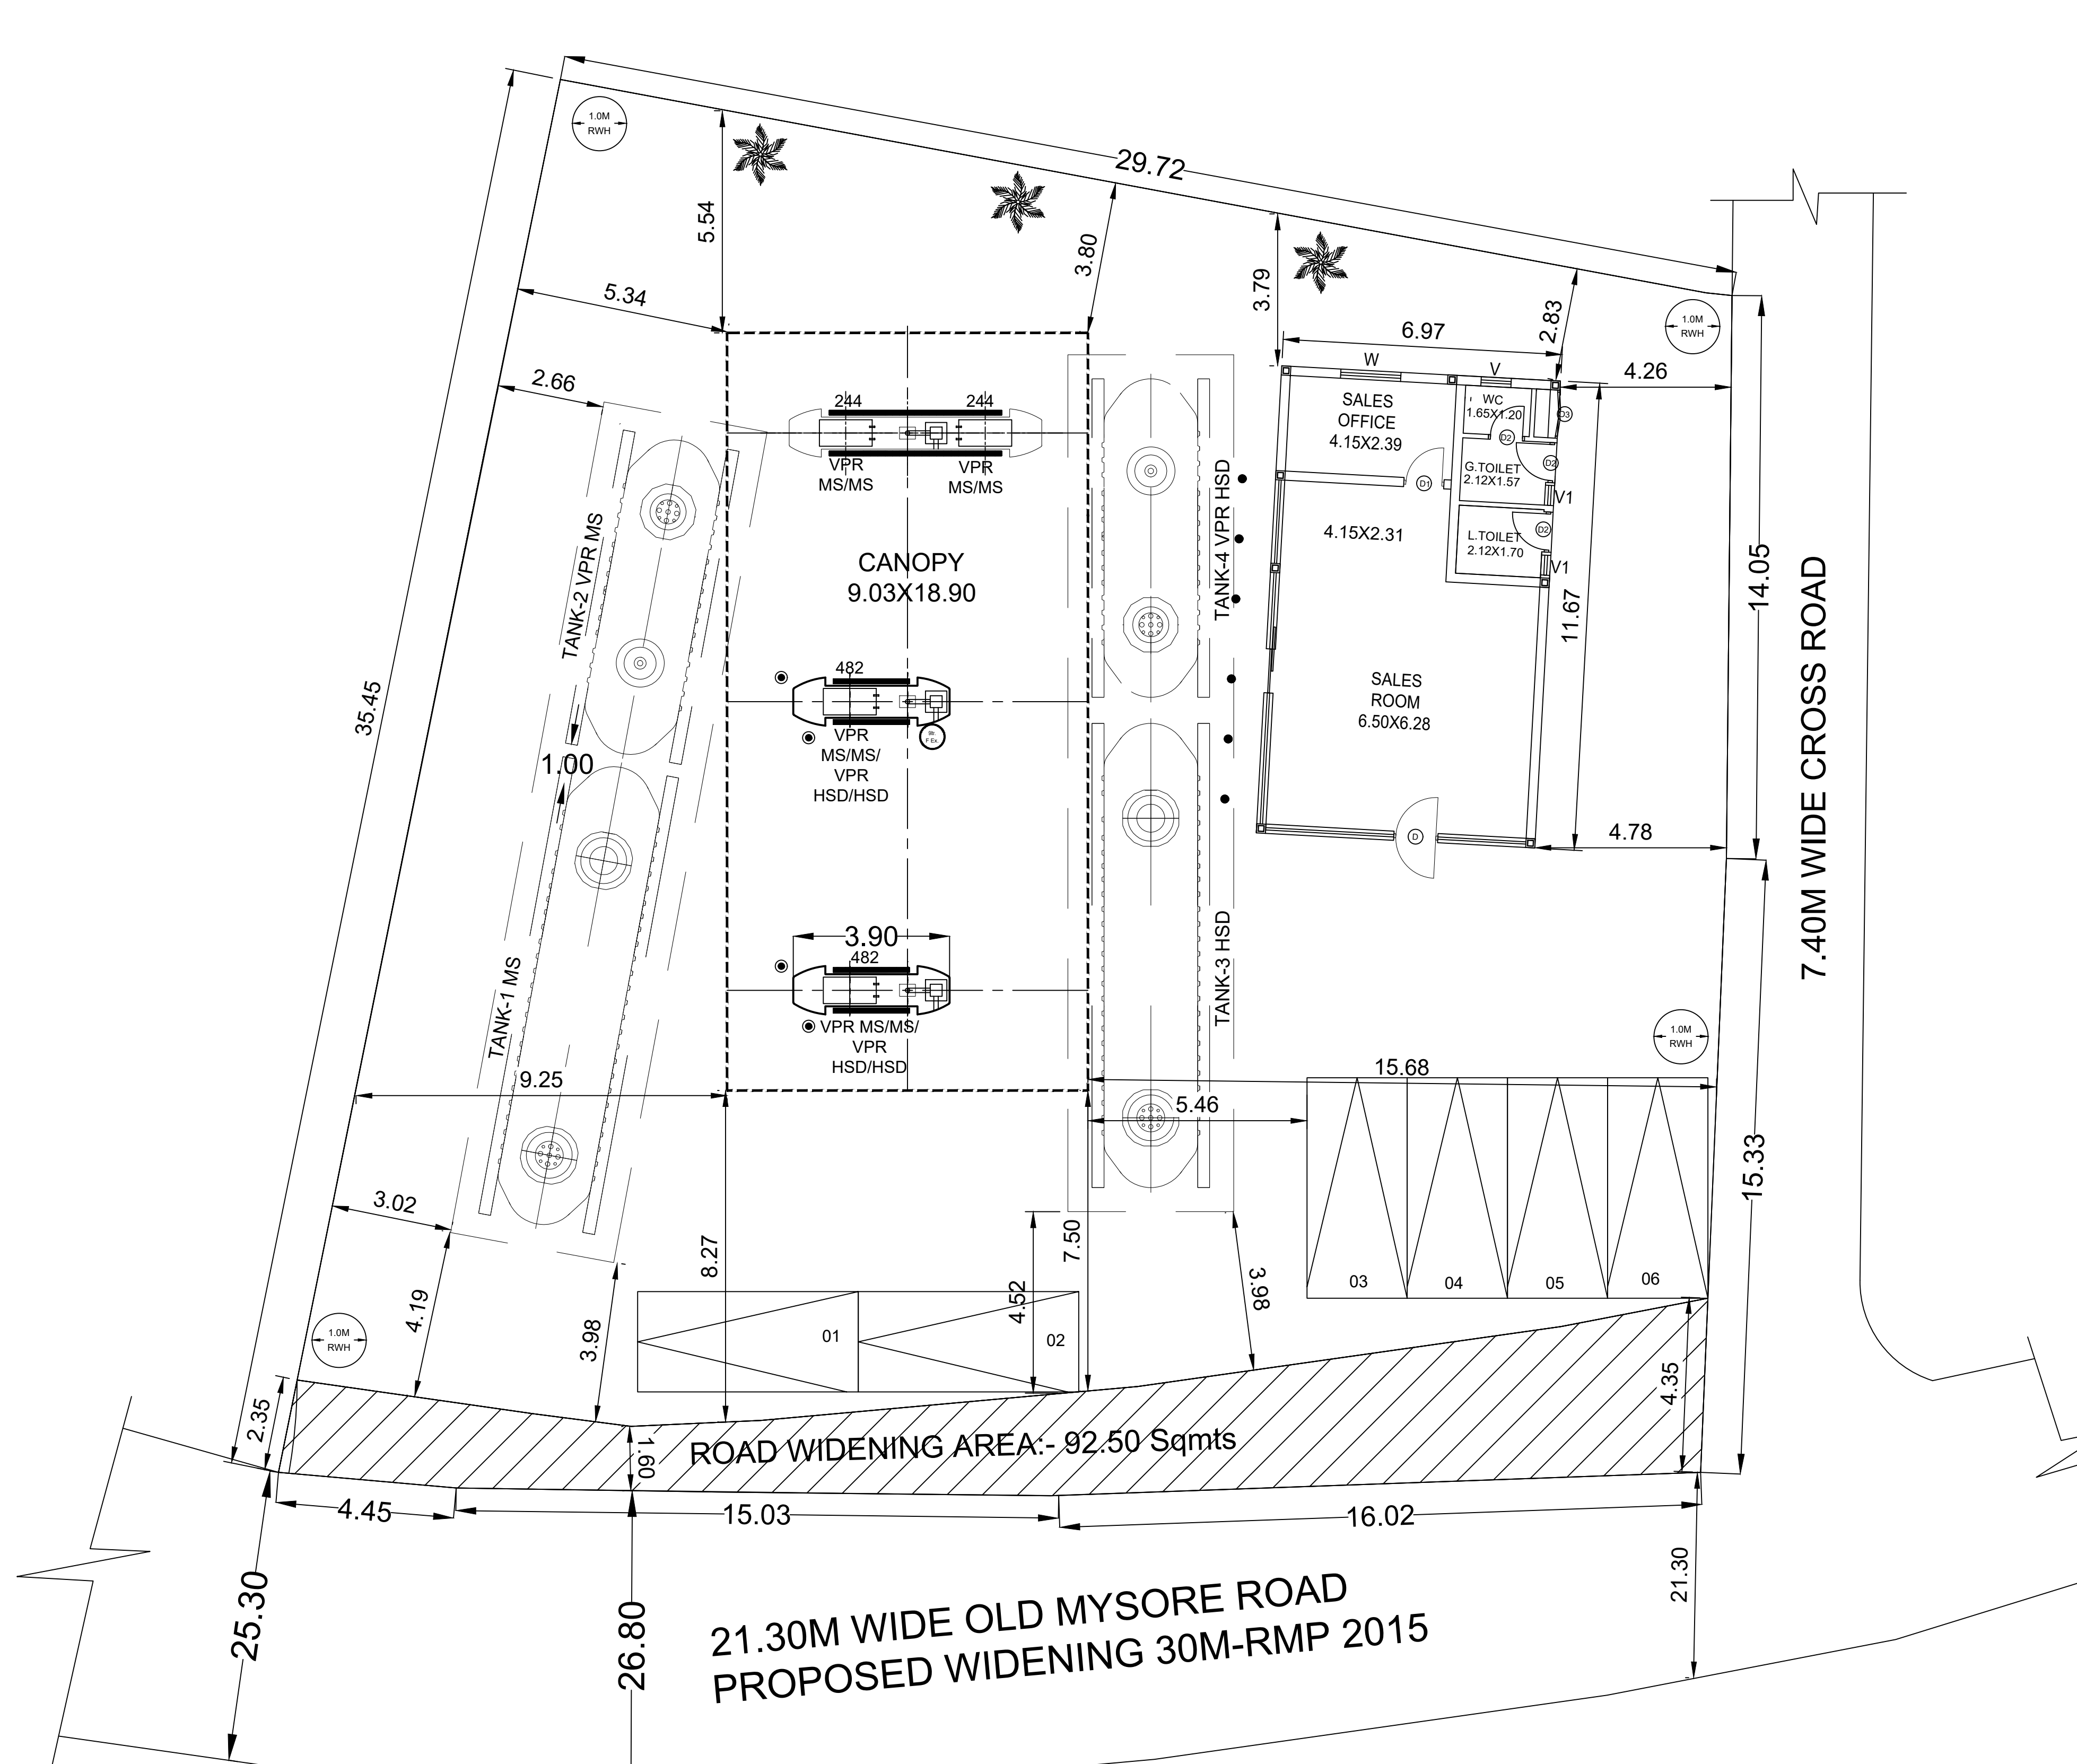 29.72
1.0M
RWH
5.54
3.80
3.79
2.83
5.34
6.97
1.0M
RWH
W
V
4.26
2.66
244
244
SALES
OFFICE
4.15X2.39
WC
1.65X1.20
D3
D2
VPR
MS/MS
VPR
MS/MS
D1
G.TOILET
2.12X1.57
D2
V1
TANK-2 VPR MS
TANK-4 VPR HSD
4.15X2.31
L.TOILET
2.12X1.70
D2
V1
CANOPY
9.03X18.90
14.05
11.67
7.40M WIDE CROSS ROAD
35.45
482
SALES
ROOM
6.50X6.28
VPR
MS/MS/
VPR
HSD/HSD
9ltr.
F Ex.
1.00
D
4.78
3.90
482
TANK-1 MS
TANK-3 HSD
VPR MS/MS/
VPR
HSD/HSD
1.0M
RWH
9.25
15.68
5.46
15.33
3.02
8.27
7.50
4.52
3.98
03
04
05
06
4.19
3.98
1.0M
RWH
01
02
2.35
4.35
1.60
ROAD WIDENING AREA:- 92.50 Sqmts
4.45
15.03
16.02
25.30
26.80
21.30
21.30M WIDE OLD MYSORE ROAD
PROPOSED WIDENING 30M-RMP 2015